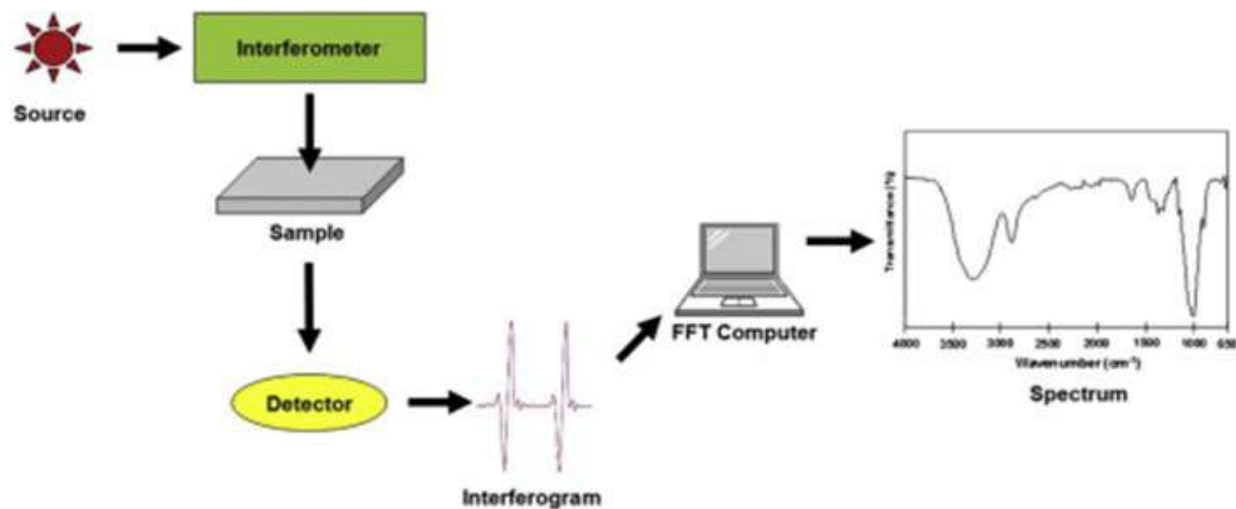 Source
Interferometer
Sample
Detector
Interferogram
FFT Computer
Transmittance (%)
4000 3500 3000 2500 2000 1500 1000 650
Wavenumber (cm⁻¹)
Spectrum